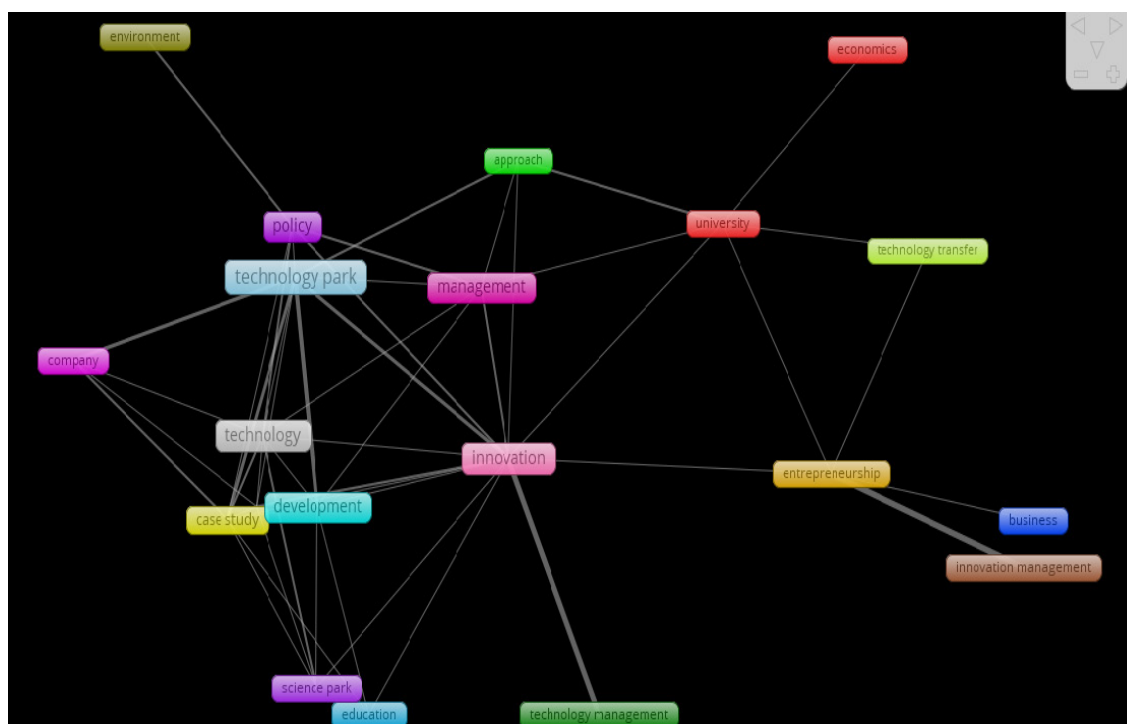 environment
economics
approach
policy
university
technology park
technology transfer
management
company
technology
innovation
entrepreneurship
development
case study
business
innovation management
science park
education
technology management